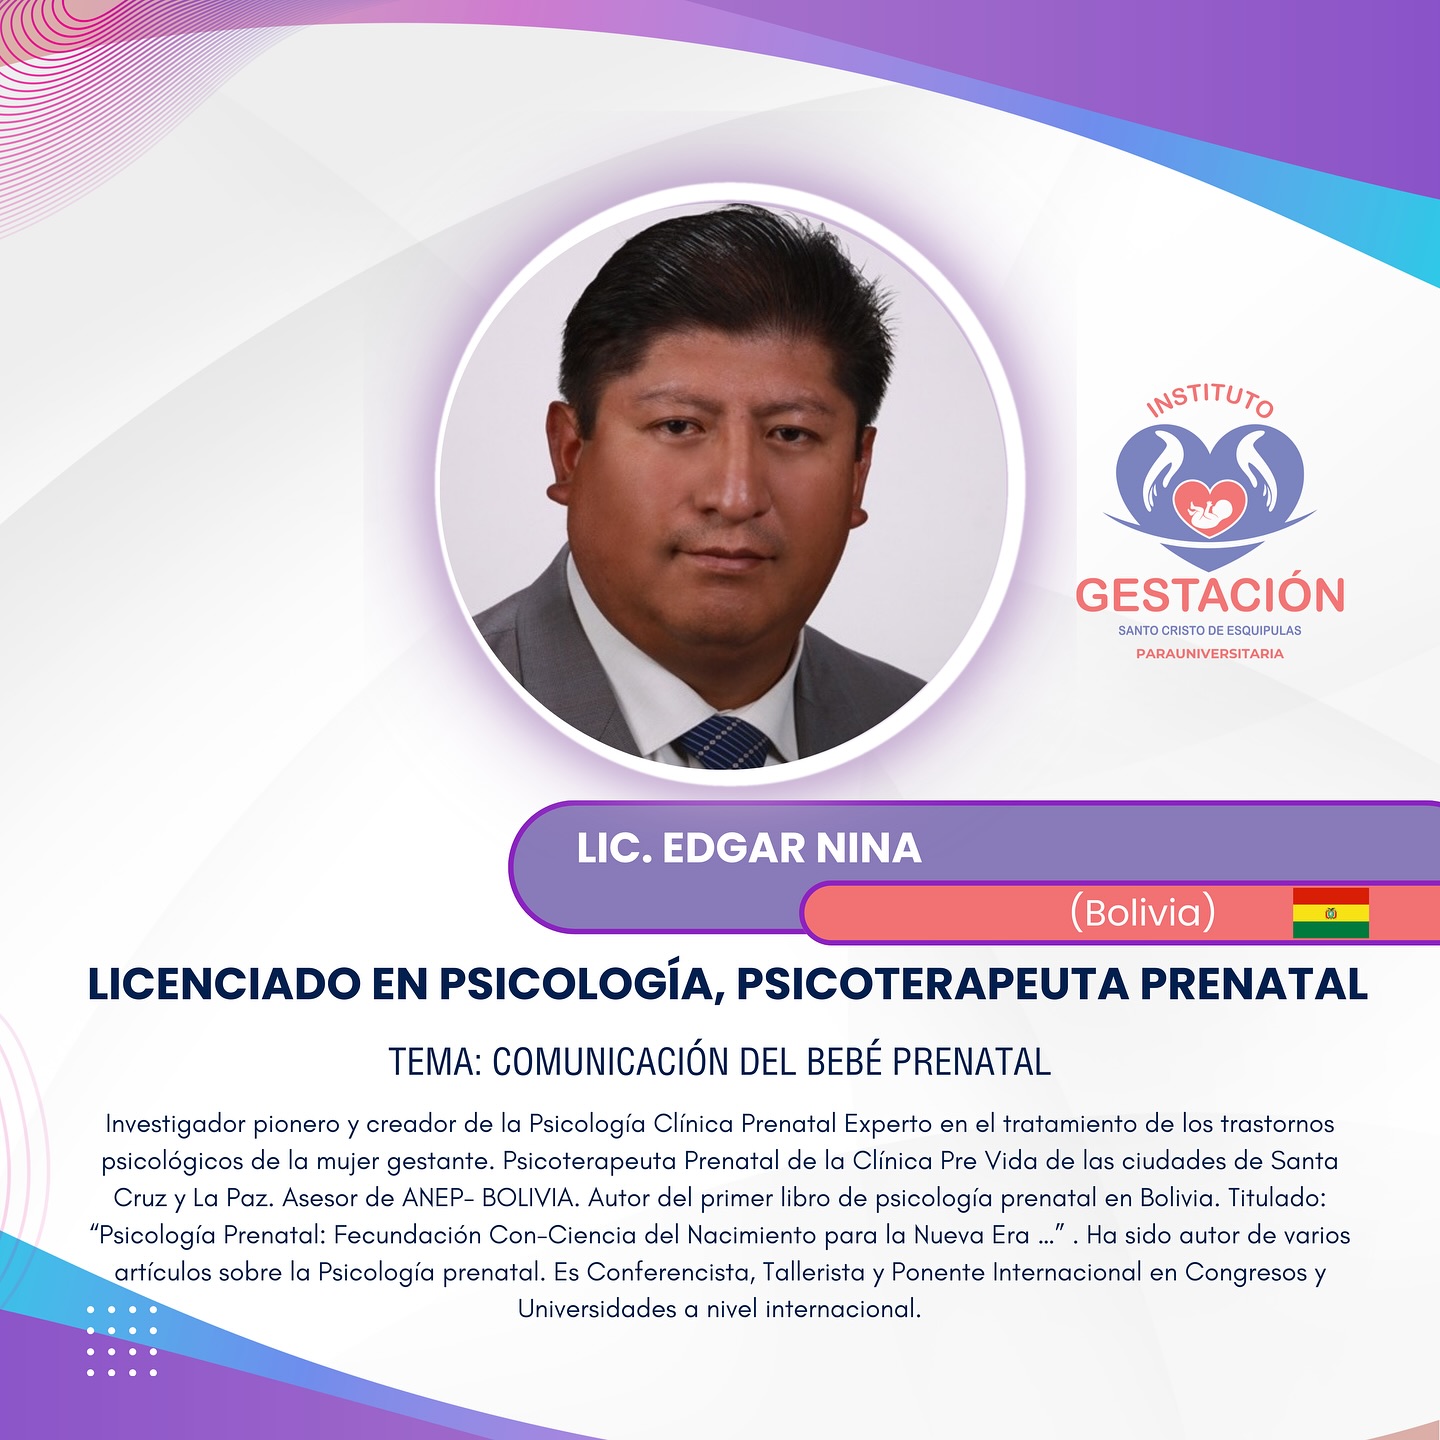 INSTITUTO
GESTACIÓN
SANTO CRISTO DE ESQUIPULAS
PARAUNIVERSITARIA
LIC. EDGAR NINA
(Bolivia)
LICENCIADO EN PSICOLOGÍA, PSICOTERAPEUTA PRENATAL
TEMA: COMUNICACIÓN DEL BEBÉ PRENATAL
Investigador pionero y creador de la Psicología Clínica Prenatal Experto en el tratamiento de los trastornos
psicológicos de la mujer gestante. Psicoterapeuta Prenatal de la Clínica Pre Vida de las ciudades de Santa
Cruz y La Paz. Asesor de ANEP- BOLIVIA. Autor del primer libro de psicología prenatal en Bolivia. Titulado:
“Psicología Prenatal: Fecundación Con-Ciencia del Nacimiento para la Nueva Era ...” . Ha sido autor de varios
artículos sobre la Psicología prenatal. Es Conferencista, Tallerista y Ponente Internacional en Congresos y
Universidades a nivel internacional.